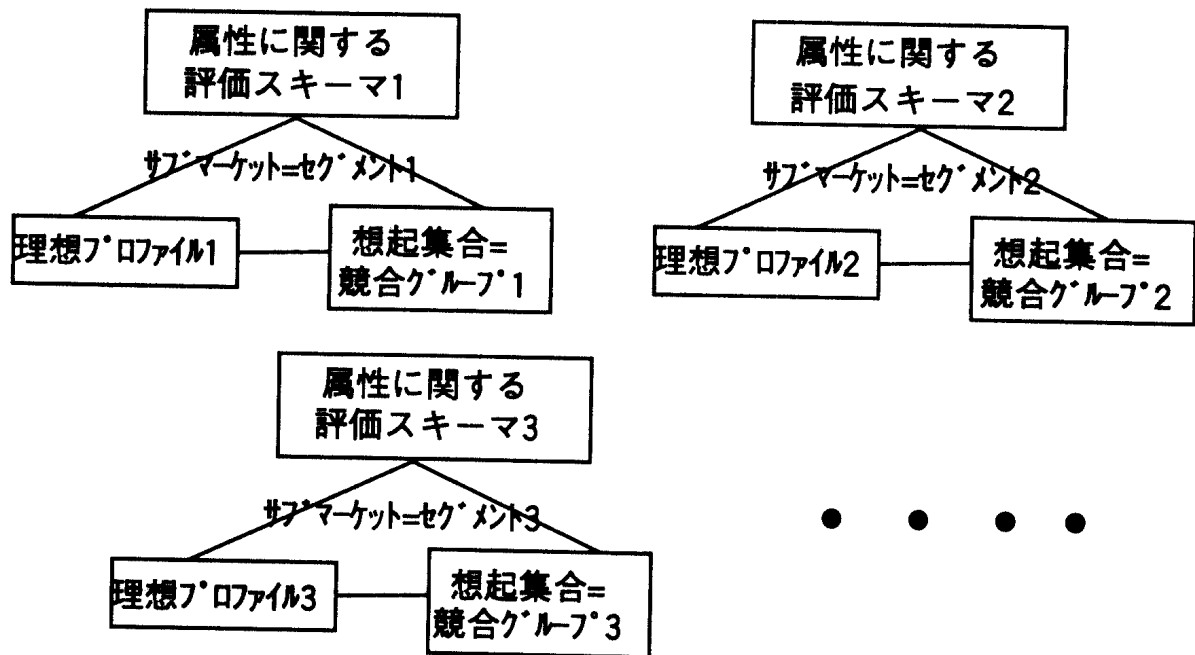 属性に関する
評価スキーマ1
サブマーケット=セグメント1
理想プロファイル1
想起集合=
競合グループ1
属性に関する
評価スキーマ2
サブマーケット=セグメント2
理想プロファイル2
想起集合=
競合グループ2
属性に関する
評価スキーマ3
サブマーケット=セグメント3
理想プロファイル3
想起集合=
競合グループ3